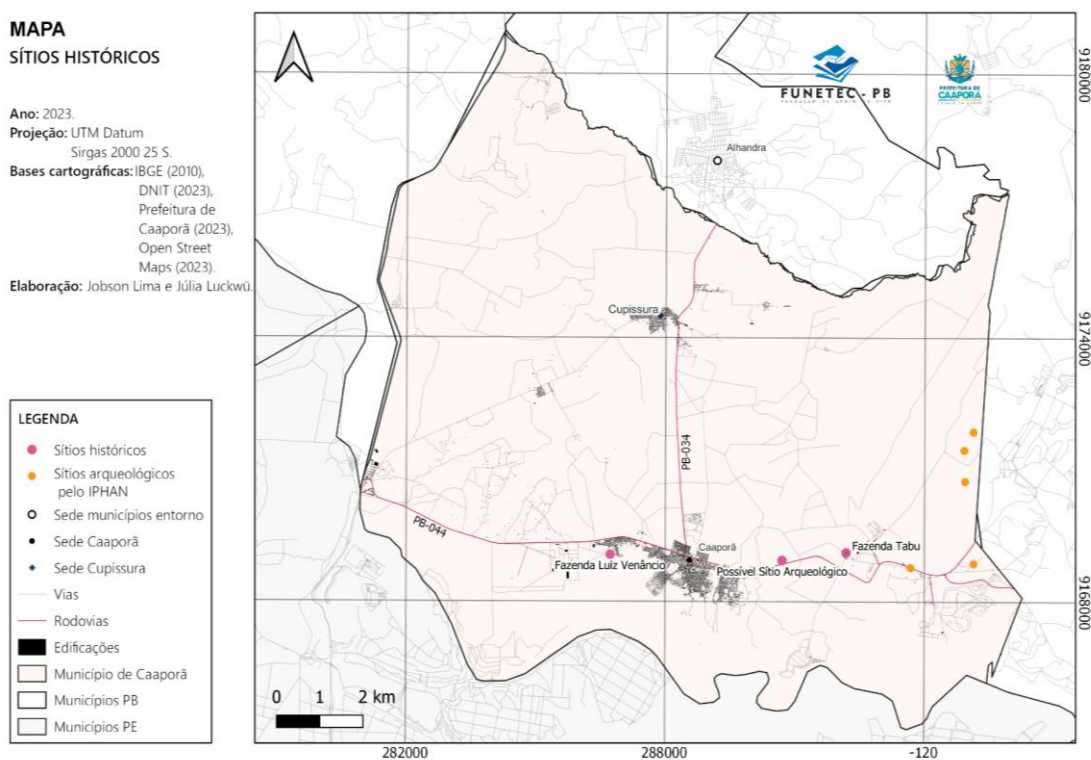 MAPA
SÍTIOS HISTÓRICOS
Ano: 2023.
Projeção: UTM Datum
Sirgas 2000 25 S.
Bases cartográficas: IBGE (2010),
DNIT (2023),
Prefeitura de
Caaporã (2023),
Open Street
Maps (2023).
Elaboração: Jobson Lima e Júlia Luckwü.
LEGENDA
Sítios históricos
Sítios arqueológicos
pelo IPHAN
Sede municípios entorno
Sede Caaporã
Sede Cupissura
Vias
Rodovias
Edificações
Município de Caaporã
Municípios PB
Municípios PE
FUNETEC - PB
PREFEITURA DE
CAAPORÃ
Alhandra
Cupissura
PB-034
PB-044
Caaporã
Fazenda Luiz Venâncio
Possível Sítio Arqueológico
Fazenda Tabu
0 1 2 km
282000
288000
-120
9180000
9174000
9168000